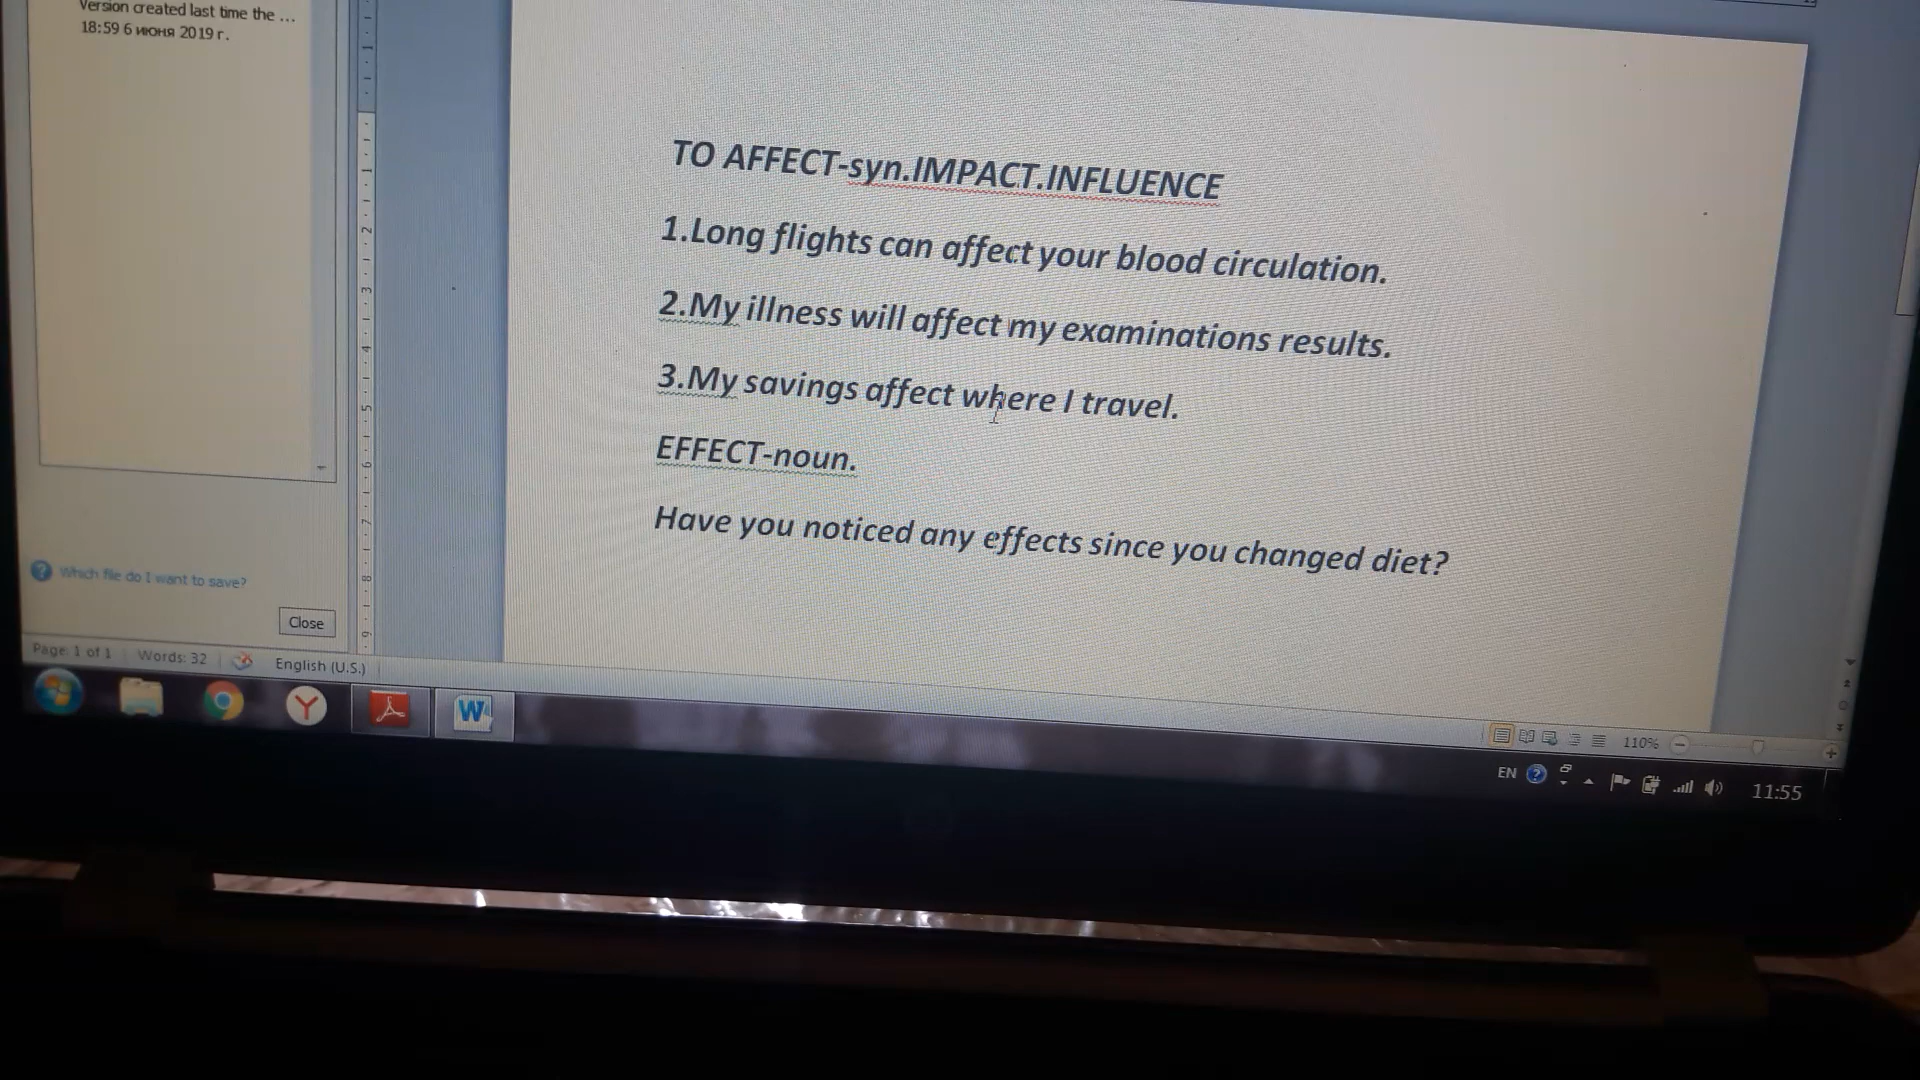 Version created last time the ...
18:59 6 июня 2019 г.
TO AFFECT-syn.IMPACT.INFLUENCE
1.Long flights can affect your blood circulation.
2.My illness will affect my examinations results.
3.My savings affect where I travel.
EFFECT-noun.
Have you noticed any effects since you changed diet?
Which file do I want to save?
Close
Page: 1 of 1 Words: 32 English (U.S.)
110%
EN 11:55